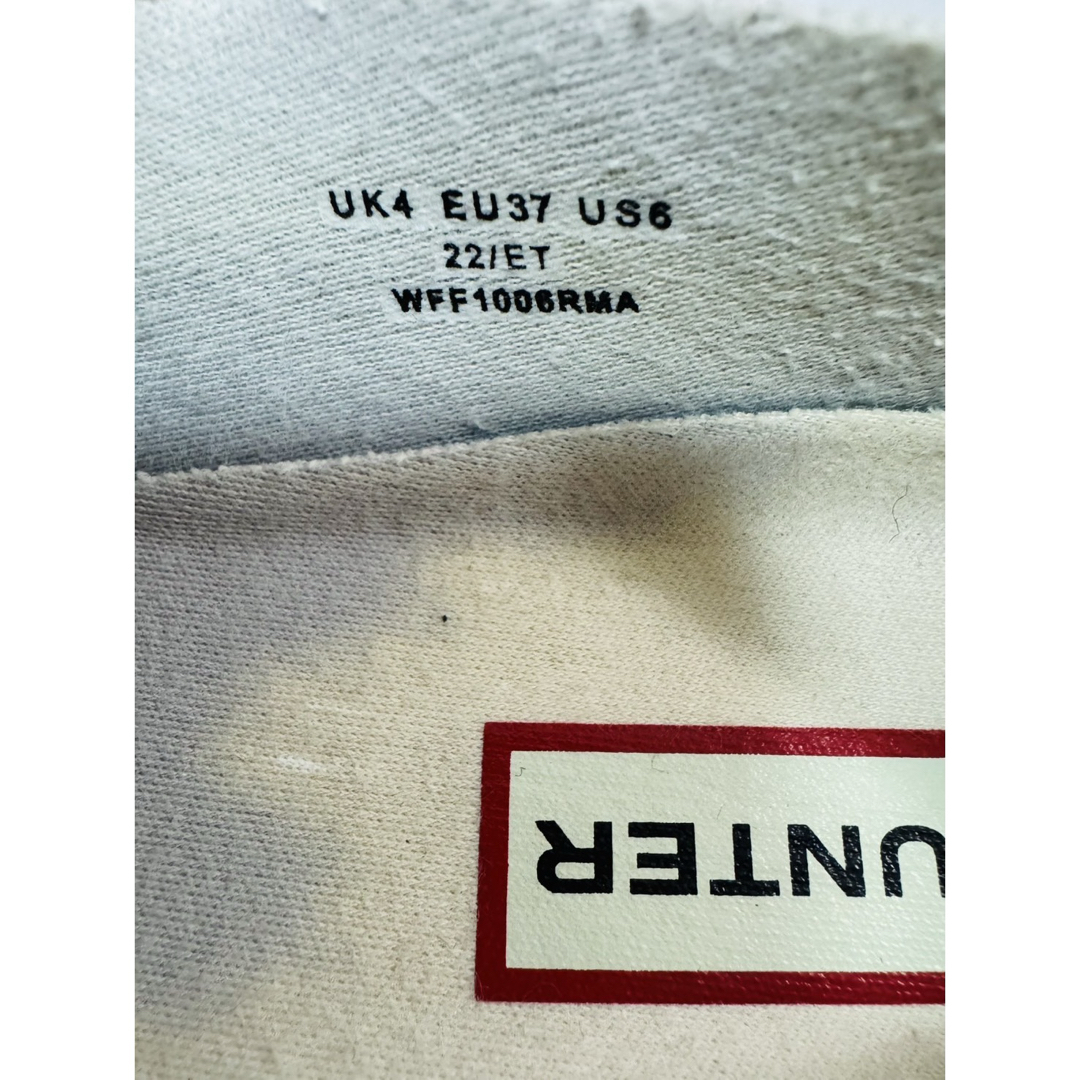 UK4 EU37 US6
22/ET
WFF1006RMA
UNTER